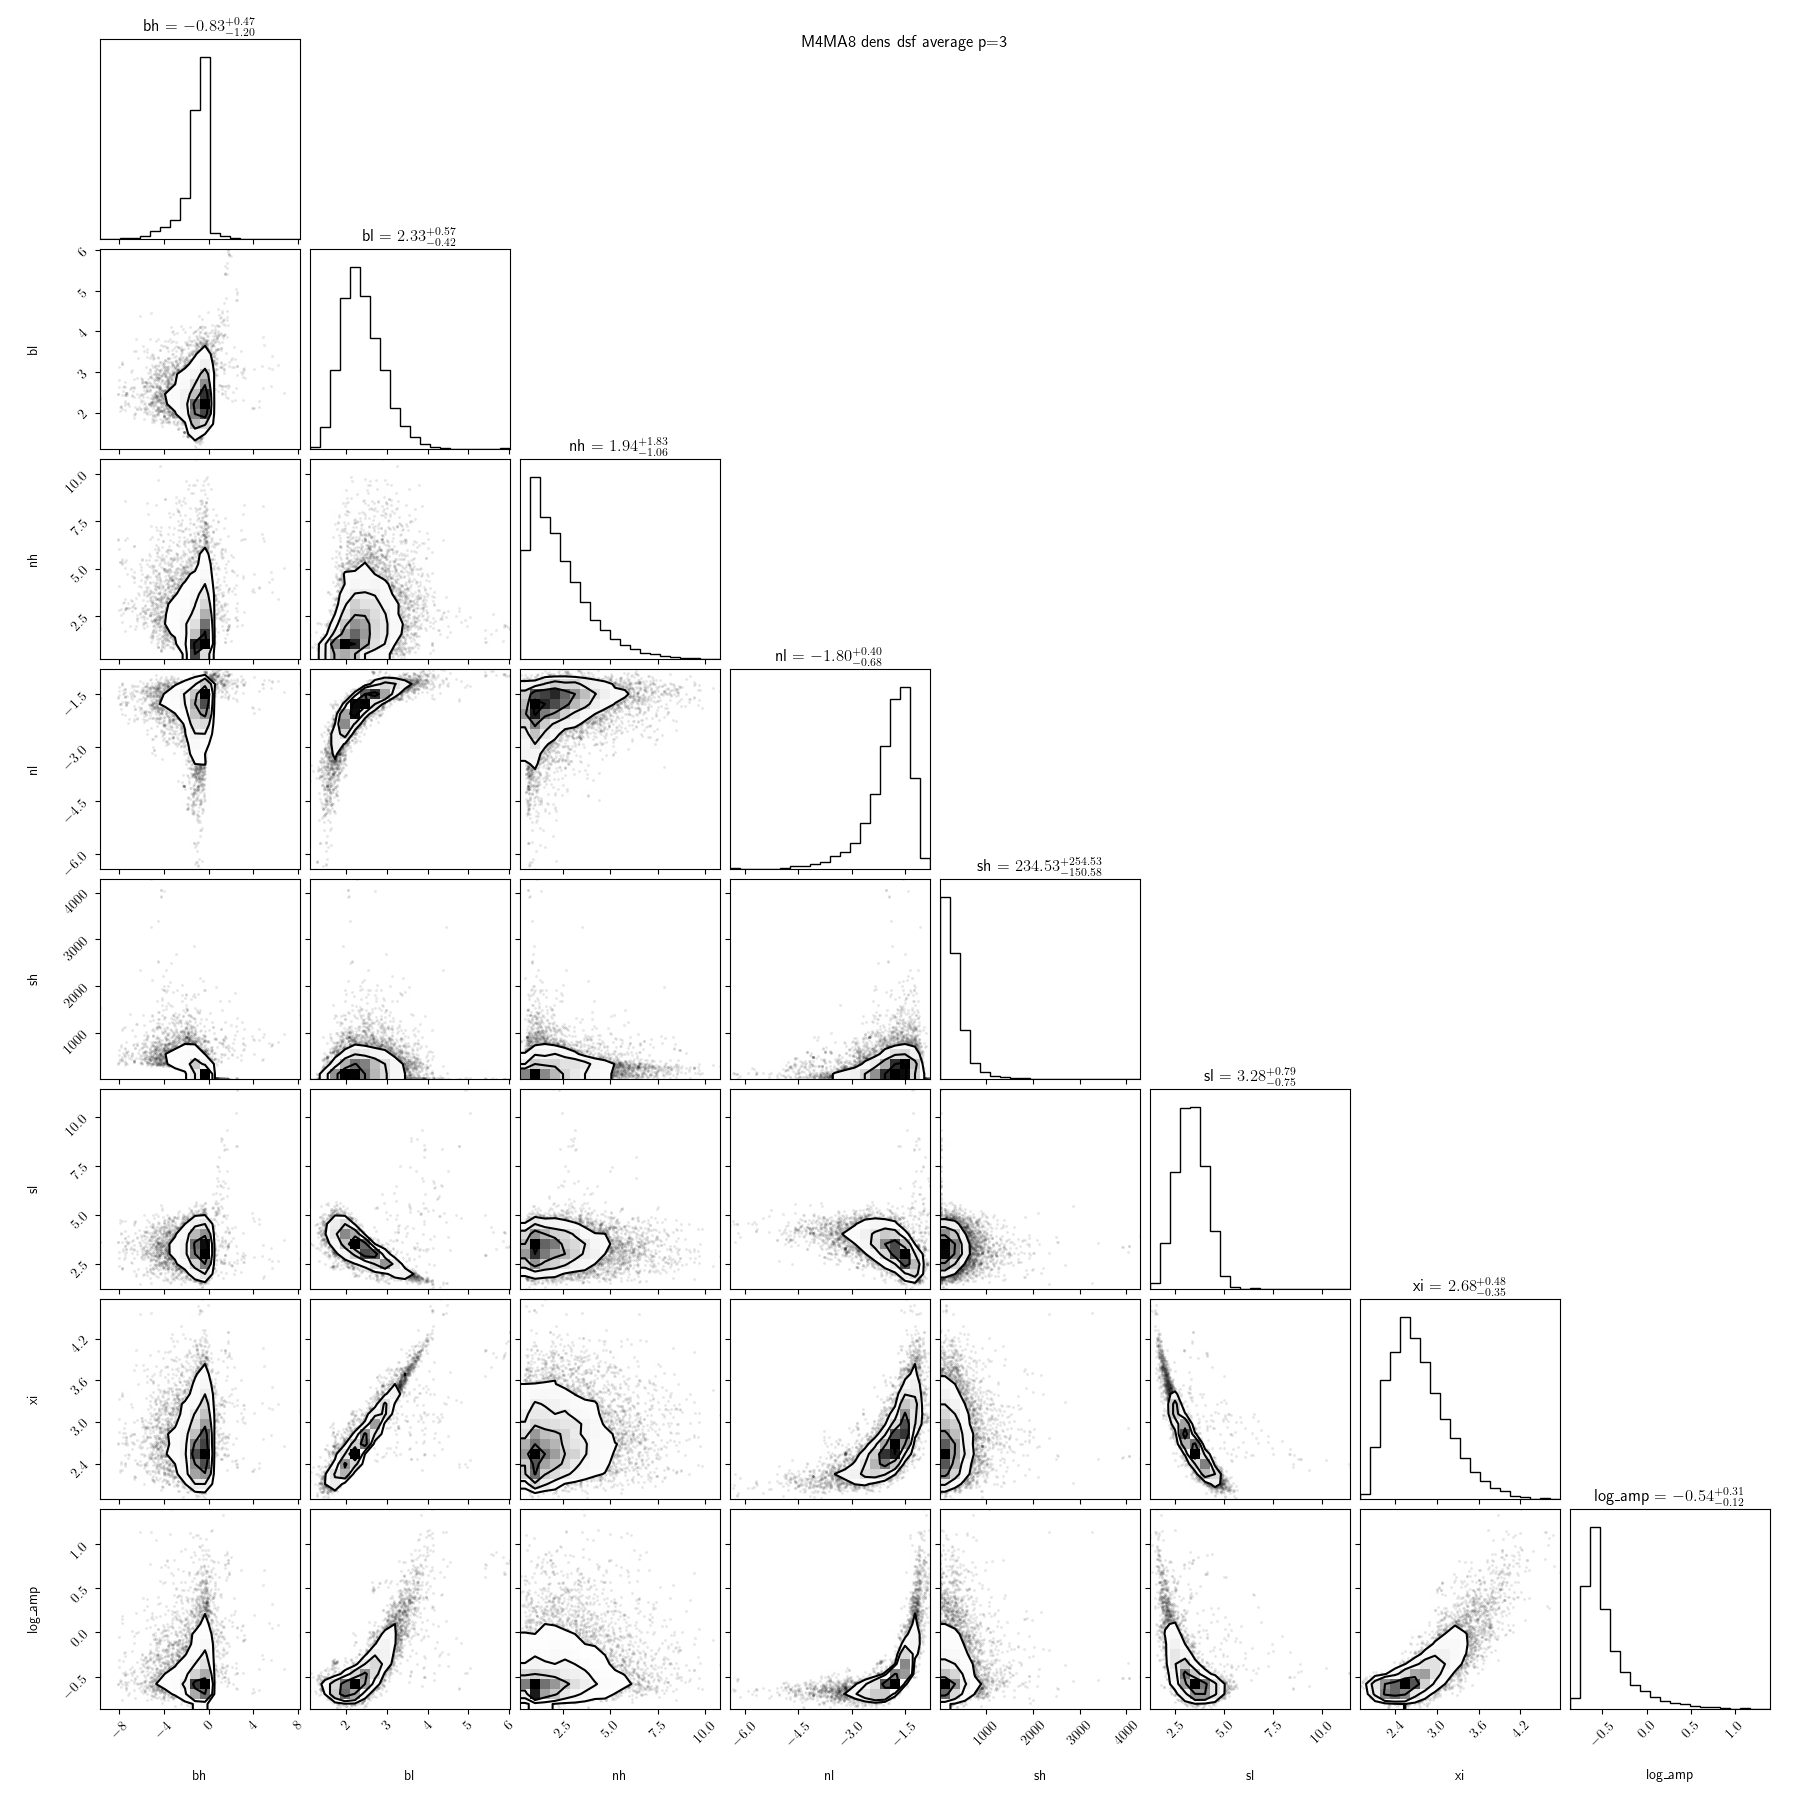 M4MA8 dens dsf average p=3
bh = −0.83 +0.47 −1.20
bl = 2.33 +0.57 −0.42
6
5
4
3
2
bl
nh = 1.94 +1.83 −1.06
10.0
7.5
5.0
2.5
nh
nl = −1.80 +0.40 −0.68
−1.5
−3.0
−4.5
−6.0
nl
sh = 234.53 +254.53 −150.58
4000
3000
2000
1000
sh
sl = 3.28 +0.79 −0.75
10.0
7.5
5.0
2.5
sl
xi = 2.68 +0.48 −0.35
4.2
3.6
3.0
2.4
xi
log_amp = −0.54 +0.31 −0.12
1.0
0.5
0.0
−0.5
log_amp
−8 −4 0 4 8 2 3 4 5 6 2.5 5.0 7.5 10.0 −6.0 −4.5 −3.0 −1.5 1000 2000 3000 4000 2.5 5.0 7.5 10.0 2.4 3.0 3.6 4.2 −0.5 0.0 0.5 1.0
bh bl nh nl sh sl xi log_amp